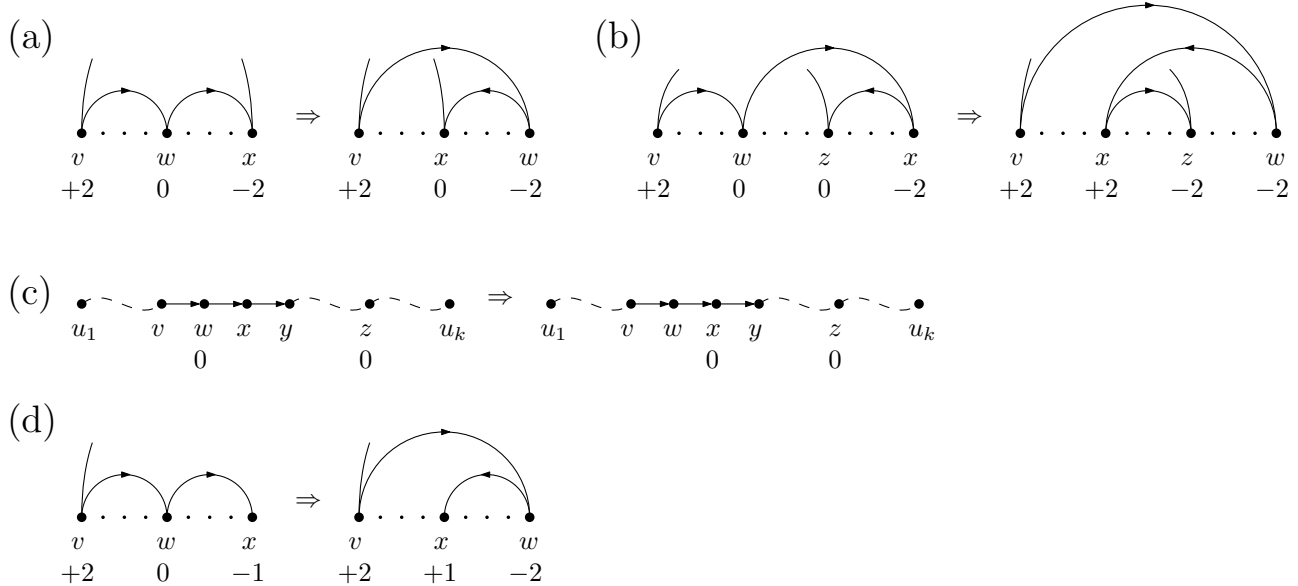 (a) ⇒ (b) ⇒
v w x v x w v w z x v x z w
+2 0 −2 +2 0 −2 +2 0 0 −2 +2 +2 −2 −2
(c) ⇒
u₁ v w x y z uₖ u₁ v w x y z uₖ
0 0 0 0
(d) ⇒
v w x v x w
+2 0 −1 +2 +1 −2